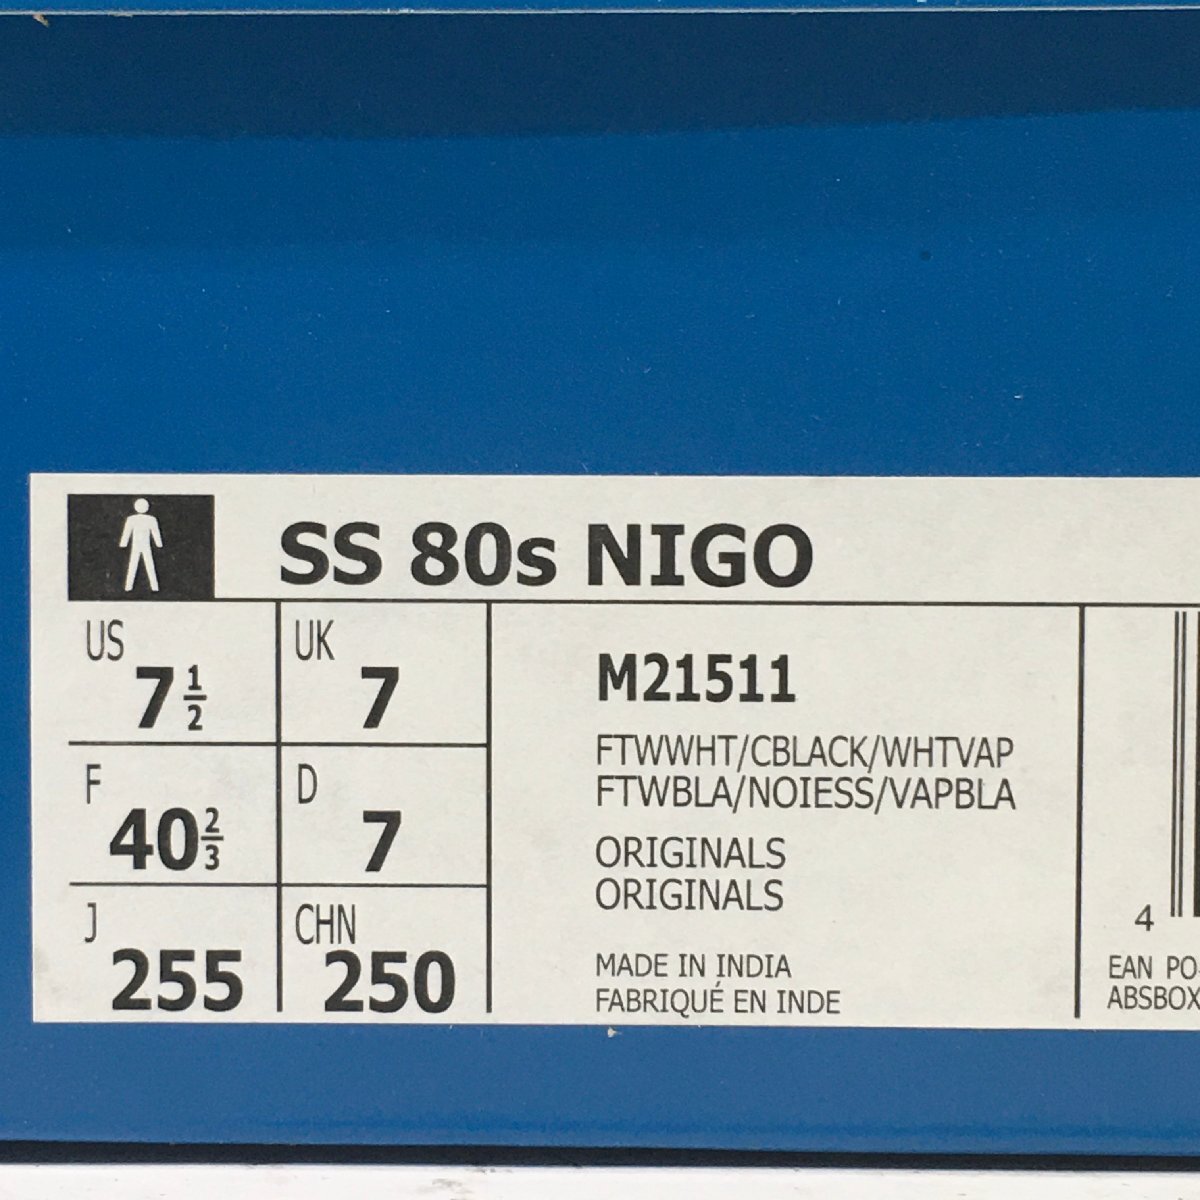 SS 80s NIGO
US 7 1/2
UK 7
F 40 2/3
D 7
J 255
CHN 250
M21511
FTWWHT/CBLACK/WHTVAP
FTWBLA/NOIESS/VAPBLA
ORIGINALS
ORIGINALS
MADE IN INDIA
FABRIQUÉ EN INDE
4
EAN